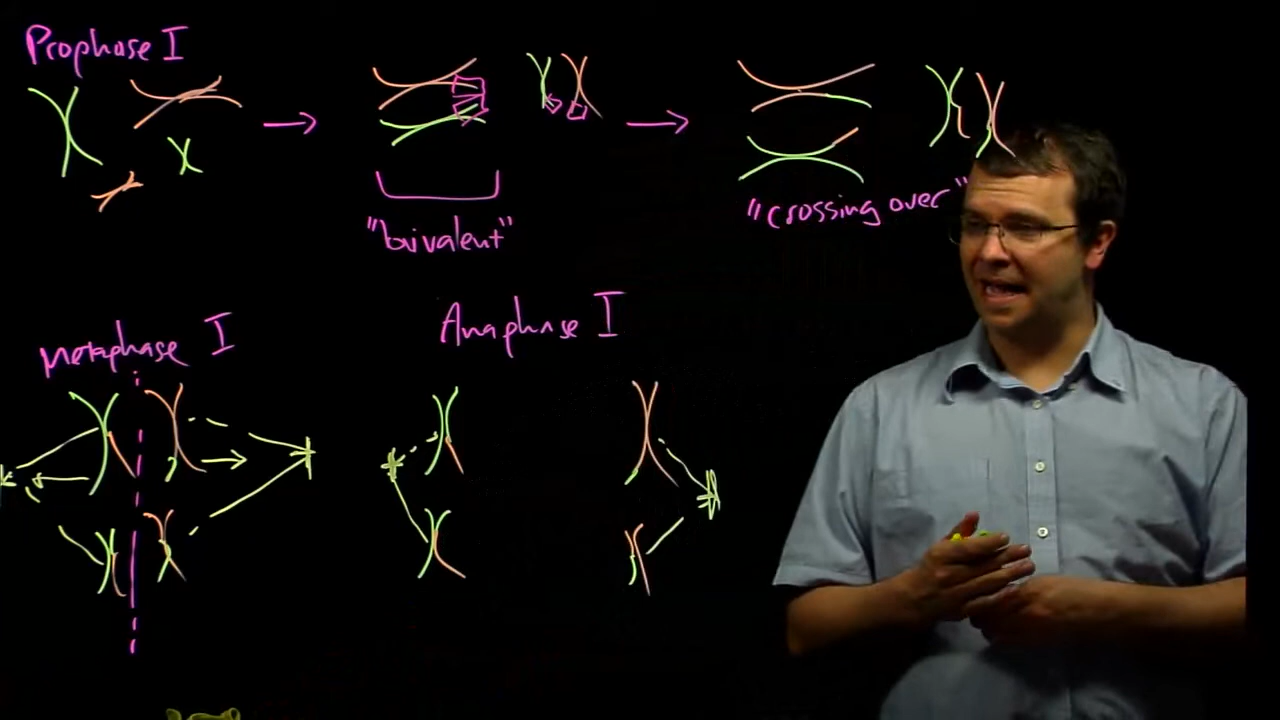 Prophase I
"bivalent"
"crossing over"
Metaphase I
Anaphase I